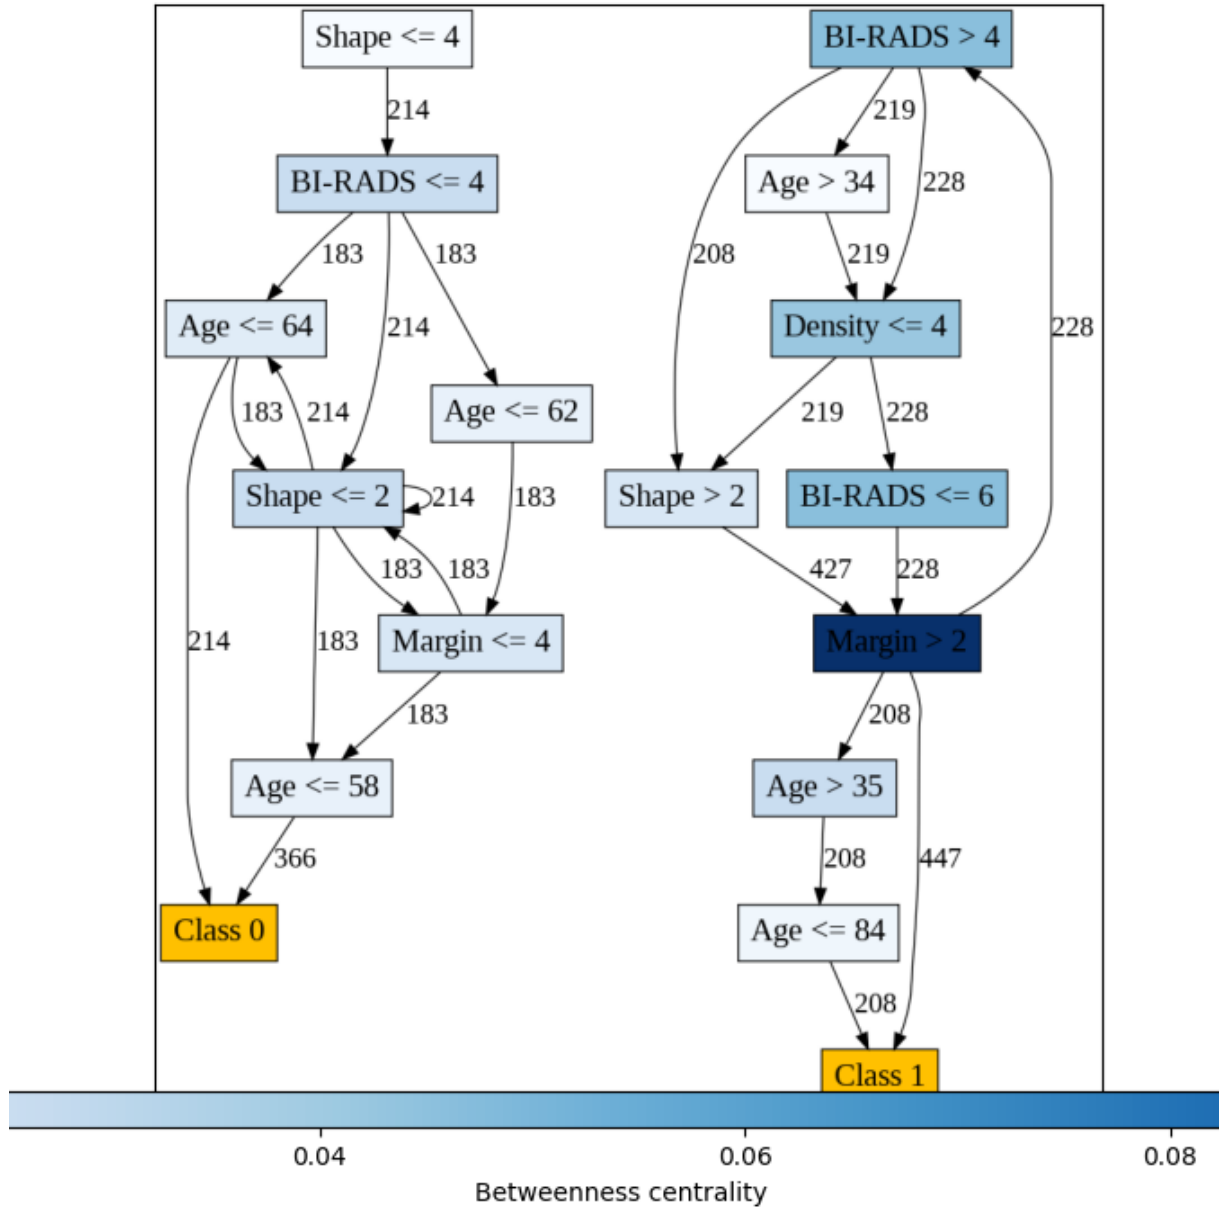 Shape <= 4
BI-RADS > 4
214
219
BI-RADS <= 4
Age > 34
228
183
183
208
219
Age <= 64
214
Density <= 4
228
183
214
Age <= 62
219
228
Shape <= 2
214
183
Shape > 2
BI-RADS <= 6
183
183
427
228
214
183
Margin <= 4
Margin > 2
183
208
Age <= 58
Age > 35
366
208
447
Class 0
Age <= 84
208
Class 1
0.04
0.06
0.08
Betweenness centrality